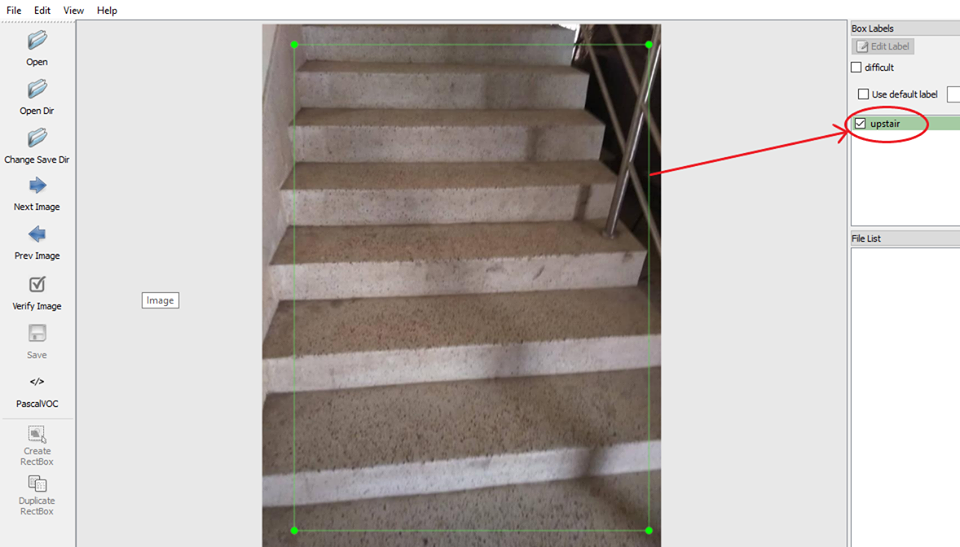 File Edit View Help
Open
Open Dir
Change Save Dir
Next Image
Prev Image
Verify Image
Save
</>
PascalVOC
Create
RectBox
Duplicate
RectBox
Image
Box Labels
Edit Label
difficult
Use default label
upstair
File List